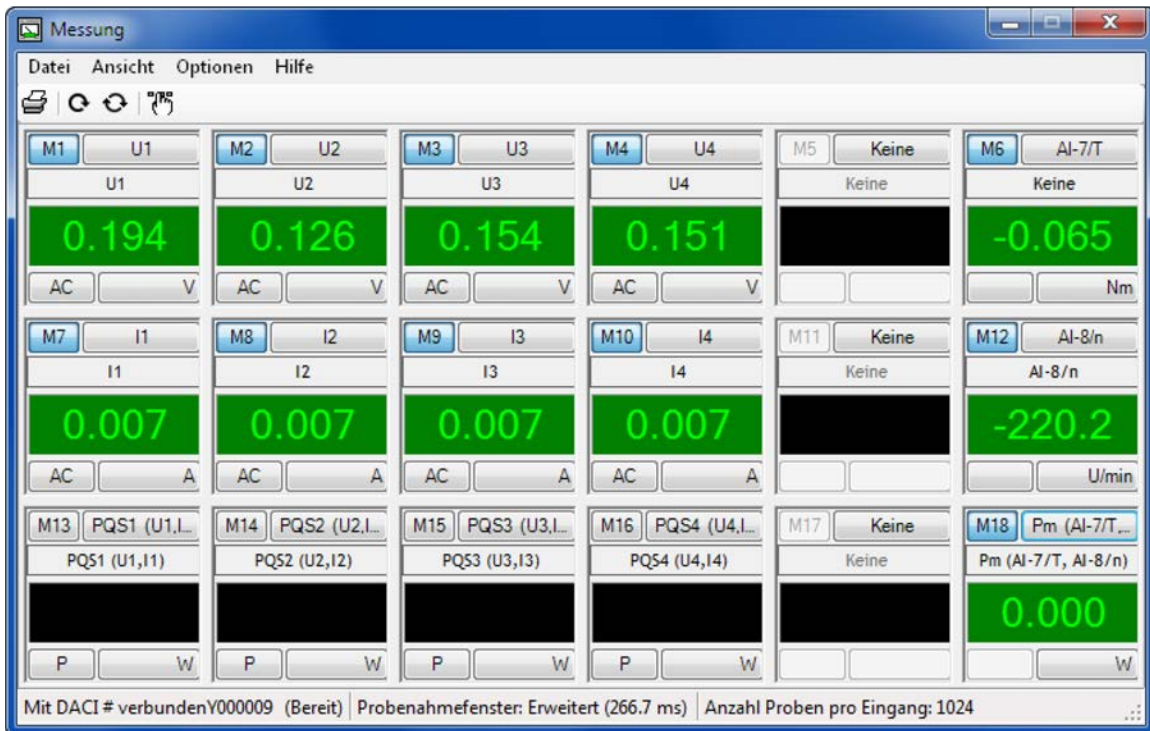 Messung
Datei Ansicht Optionen Hilfe
M1 U1 M2 U2 M3 U3 M4 U4 M5 Keine M6 AI-7/T
U1 U2 U3 U4 Keine Keine
0.194 0.126 0.154 0.151 -0.065
AC V AC V AC V AC V Nm
M7 I1 M8 I2 M9 I3 M10 I4 M11 Keine M12 AI-8/n
I1 I2 I3 I4 Keine AI-8/n
0.007 0.007 0.007 0.007 -220.2
AC A AC A AC A AC A U/min
M13 PQS1 (U1,I... M14 PQS2 (U2,I... M15 PQS3 (U3,I... M16 PQS4 (U4,I... M17 Keine M18 Pm (AI-7/T,...
PQS1 (U1,I1) PQS2 (U2,I2) PQS3 (U3,I3) PQS4 (U4,I4) Keine Pm (AI-7/T, AI-8/n)
0.000
P W P W P W P W W
Mit DACI # verbundenY000009 (Bereit) Probenahmefenster: Erweitert (266.7 ms) Anzahl Proben pro Eingang: 1024